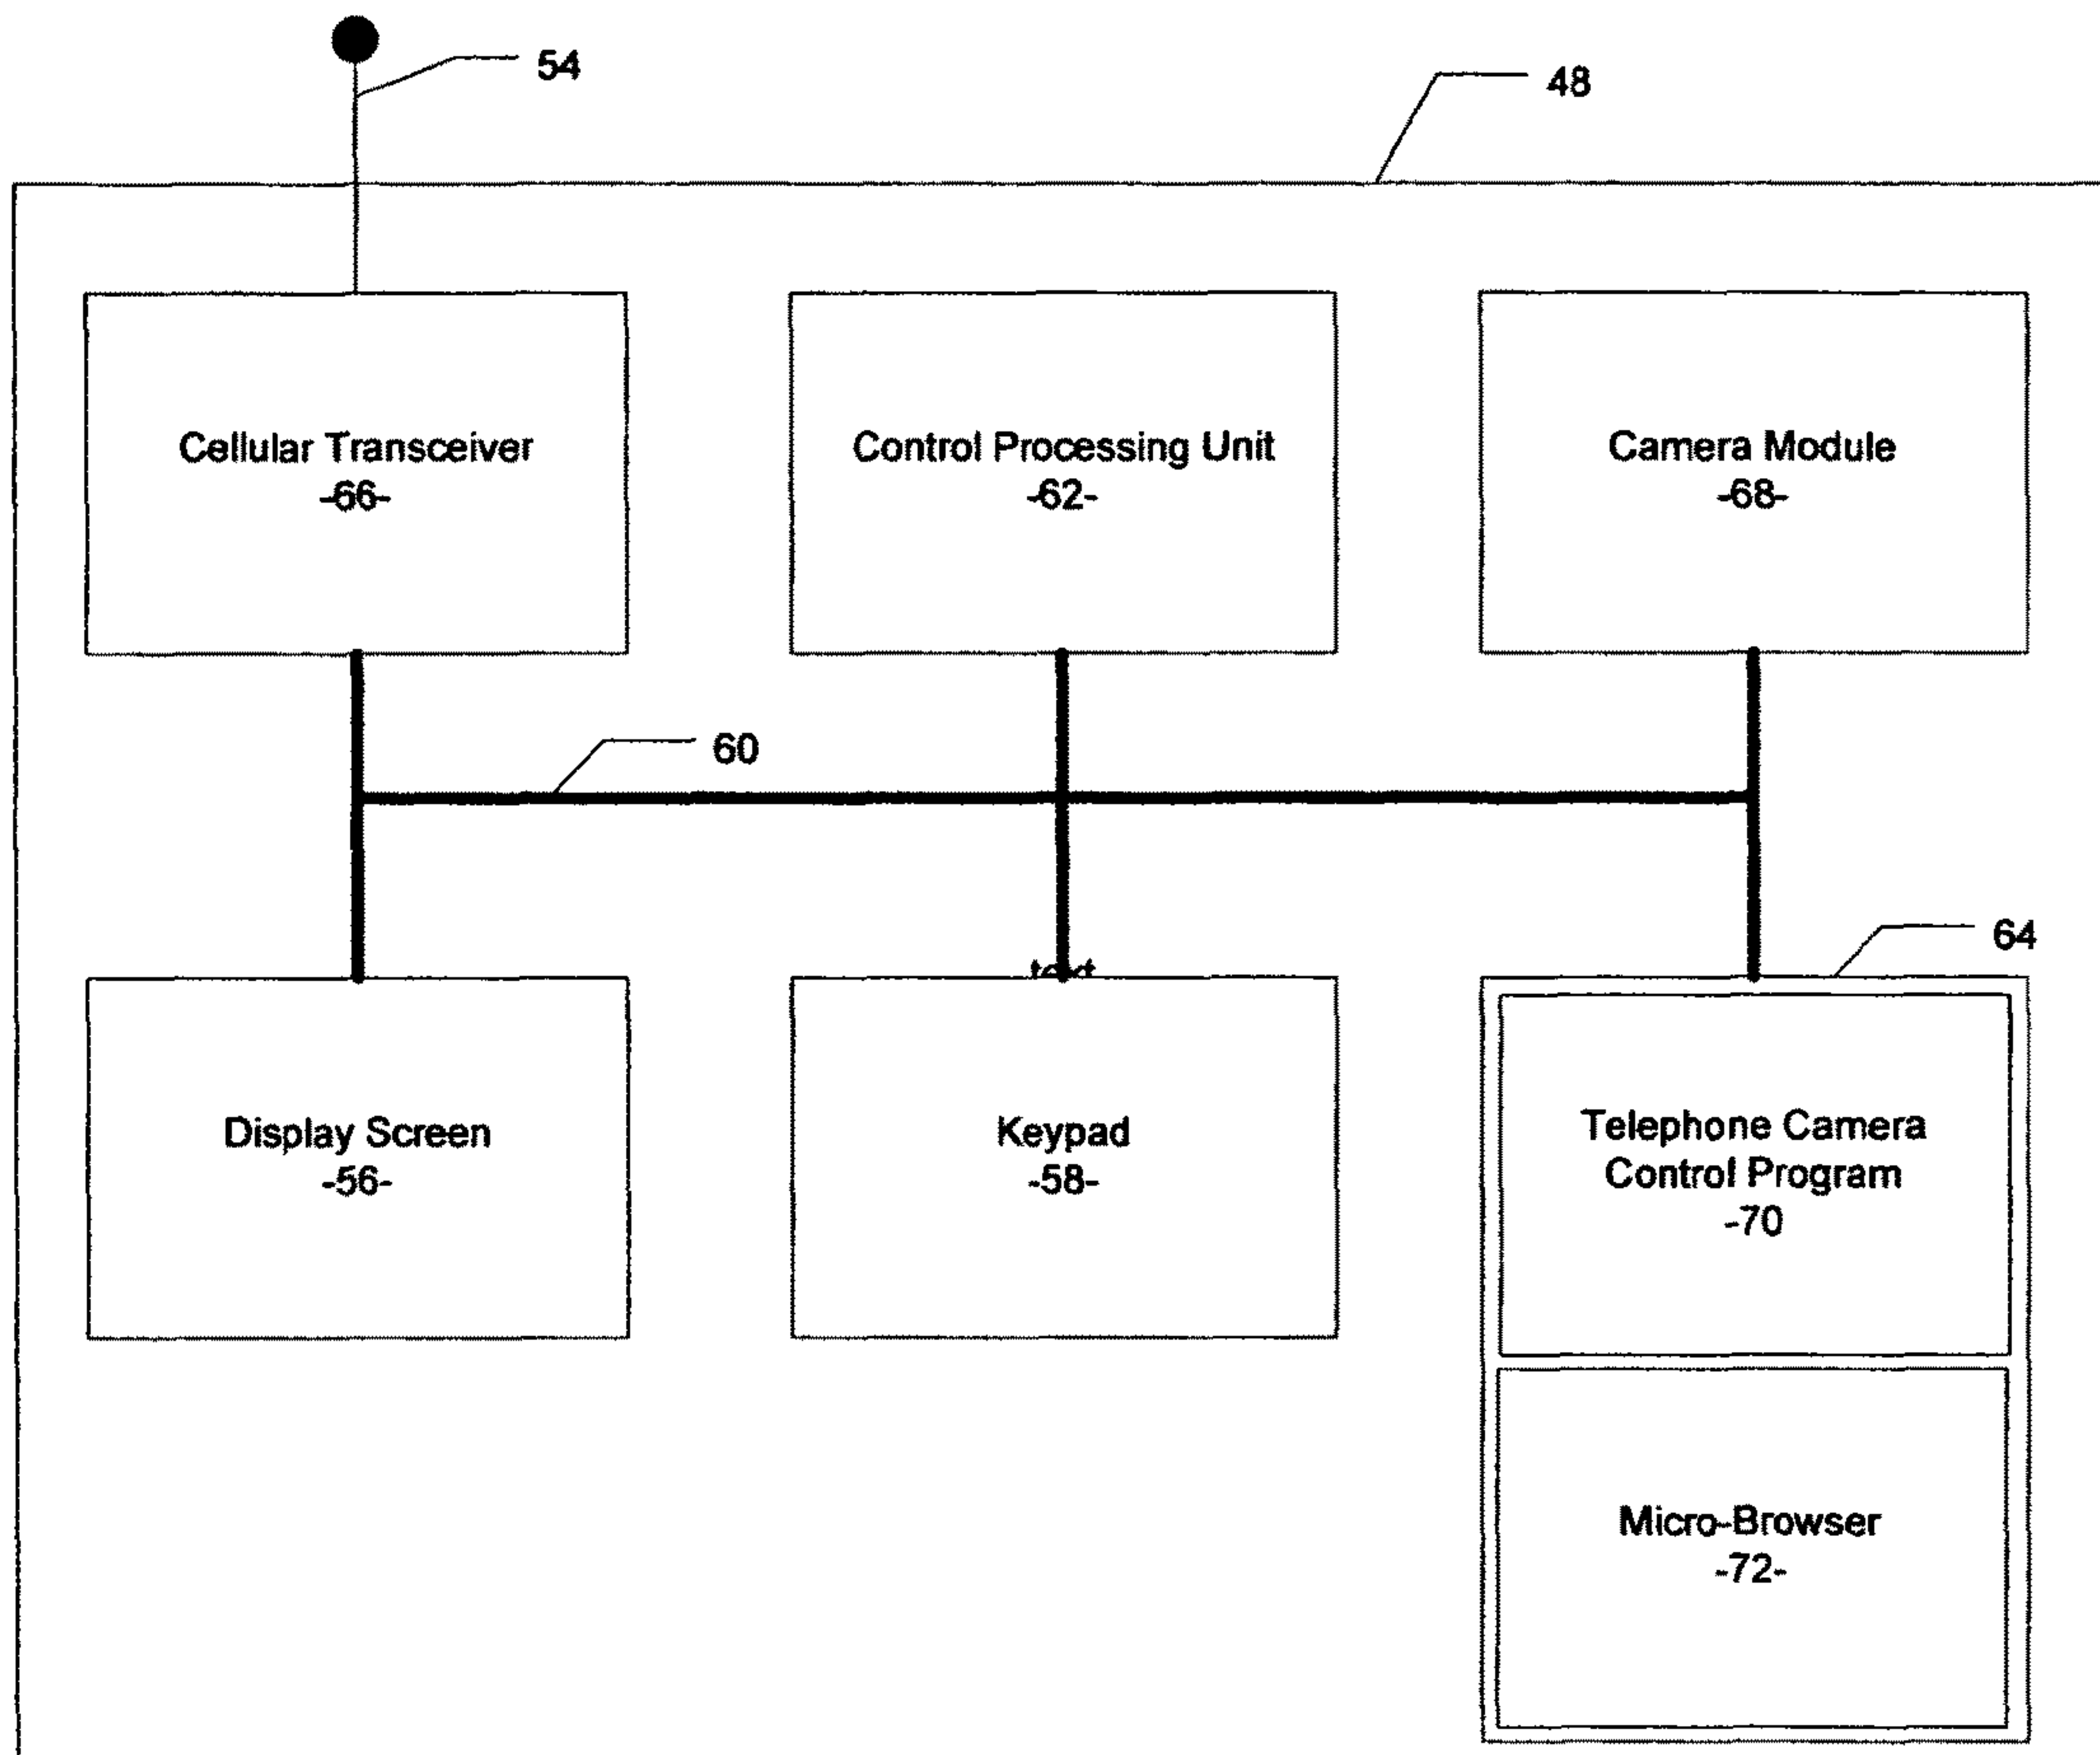 54
48
Cellular Transceiver
-66-
Control Processing Unit
-62-
Camera Module
-68-
60
64
text
Display Screen
-56-
Keypad
-58-
Telephone Camera
Control Program
-70
Micro-Browser
-72-